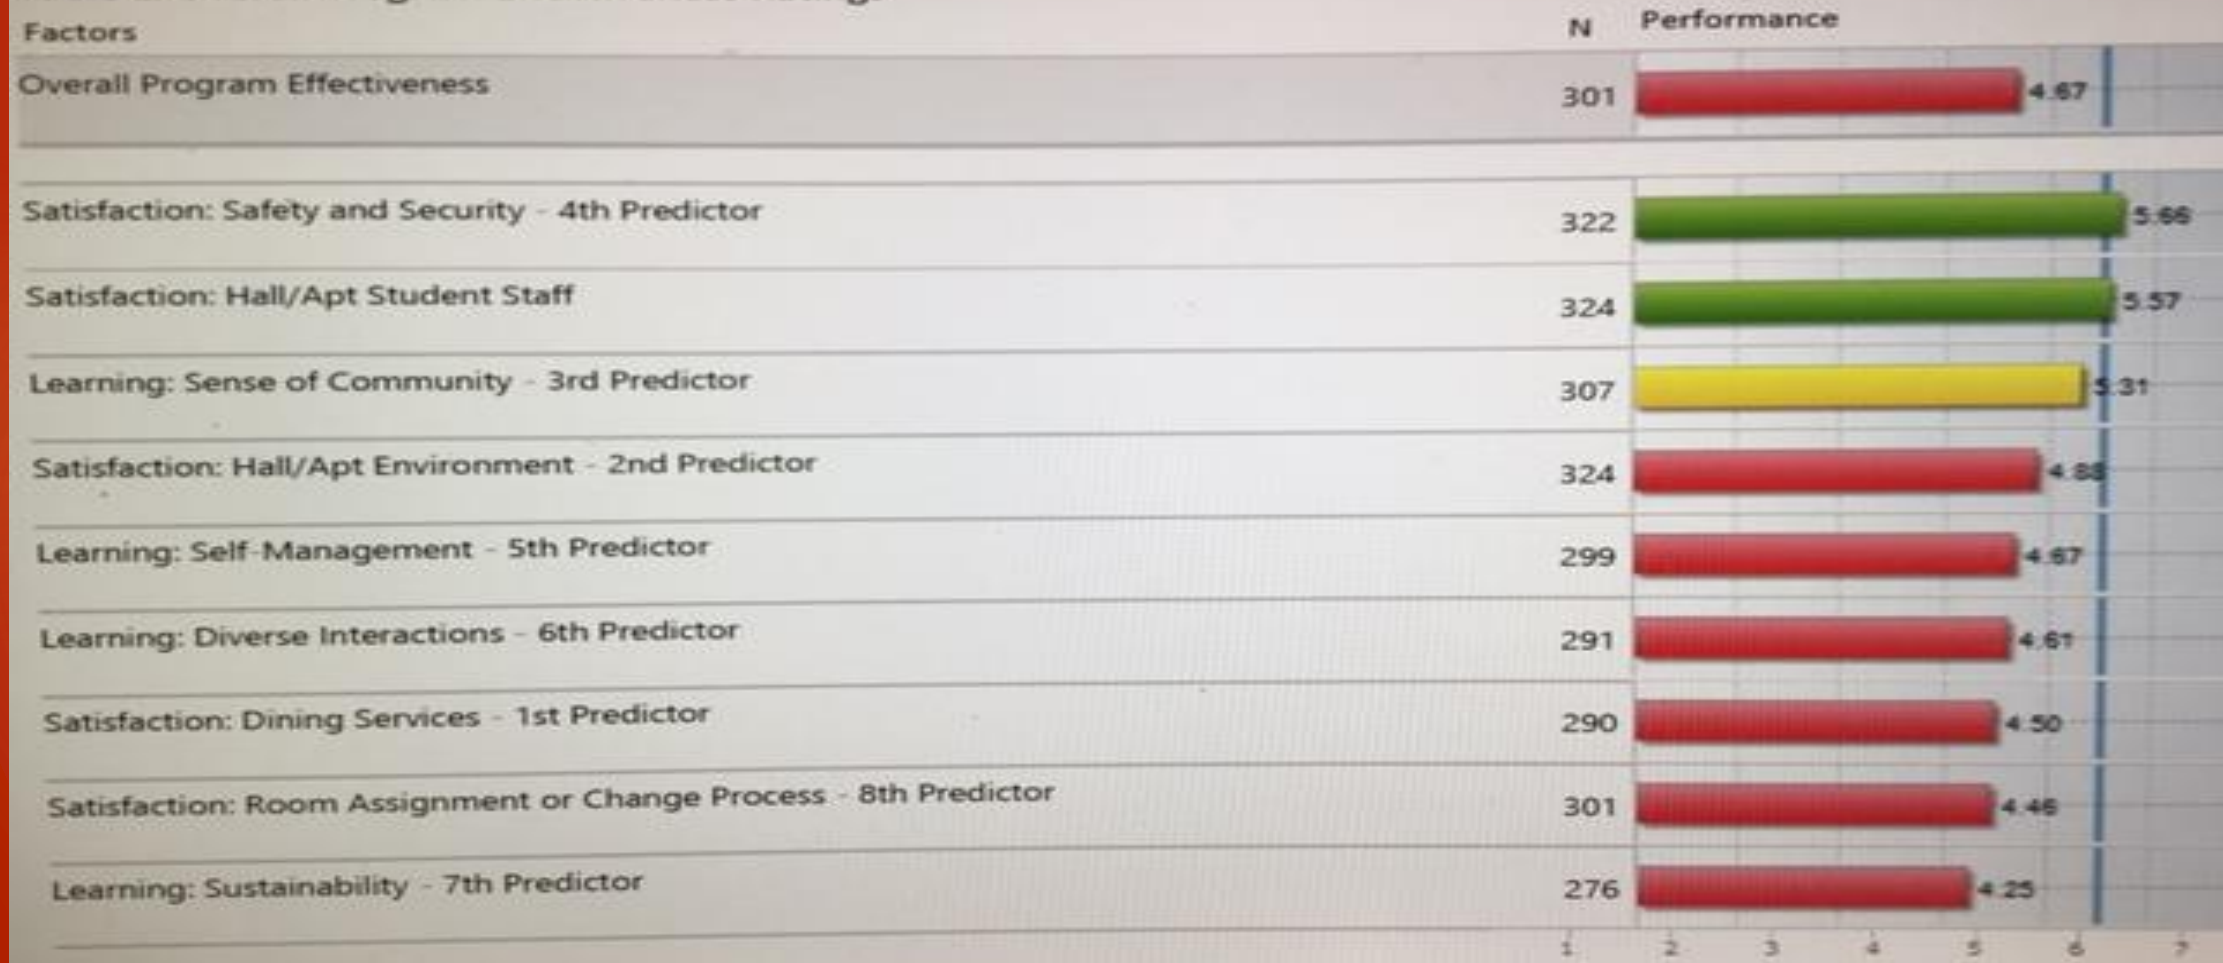 Factors N Performance
Overall Program Effectiveness 301 4.67
Satisfaction: Safety and Security - 4th Predictor 322 5.66
Satisfaction: Hall/Apt Student Staff 324 5.57
Learning: Sense of Community - 3rd Predictor 307 5.31
Satisfaction: Hall/Apt Environment - 2nd Predictor 324 4.88
Learning: Self-Management - 5th Predictor 299 4.67
Learning: Diverse Interactions - 6th Predictor 291 4.61
Satisfaction: Dining Services - 1st Predictor 290 4.50
Satisfaction: Room Assignment or Change Process - 8th Predictor 301 4.46
Learning: Sustainability - 7th Predictor 276 4.25
1 2 3 4 5 6 7